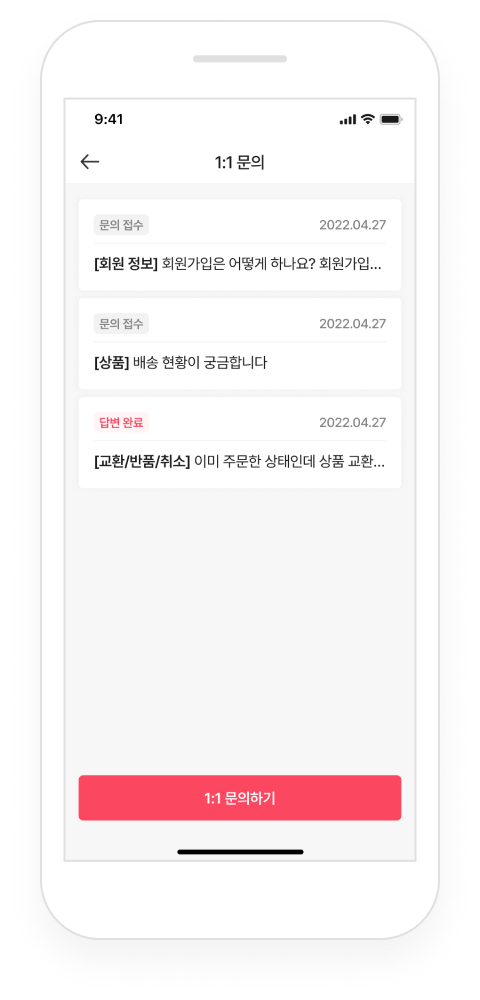 9:41
1:1 문의
문의 접수 2022.04.27
[회원 정보] 회원가입은 어떻게 하나요? 회원가입...
문의 접수 2022.04.27
[상품] 배송 현황이 궁금합니다
답변 완료 2022.04.27
[교환/반품/취소] 이미 주문한 상태인데 상품 교환...
1:1 문의하기